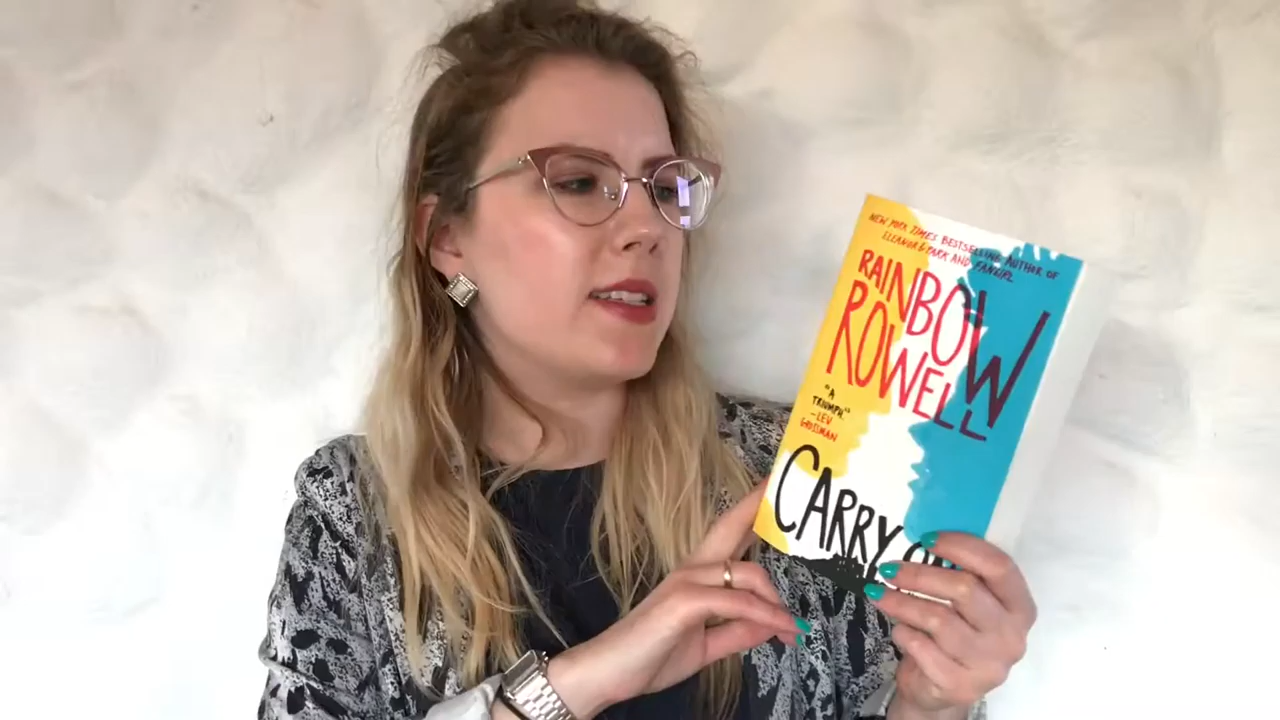 NEW YORK TIMES BESTSELLING AUTHOR OF
ELEANOR & PARK AND FANGIRL
RAINBOW
ROWELL
"A
TRIUMPH."
—LEV
GROSSMAN
CARRY